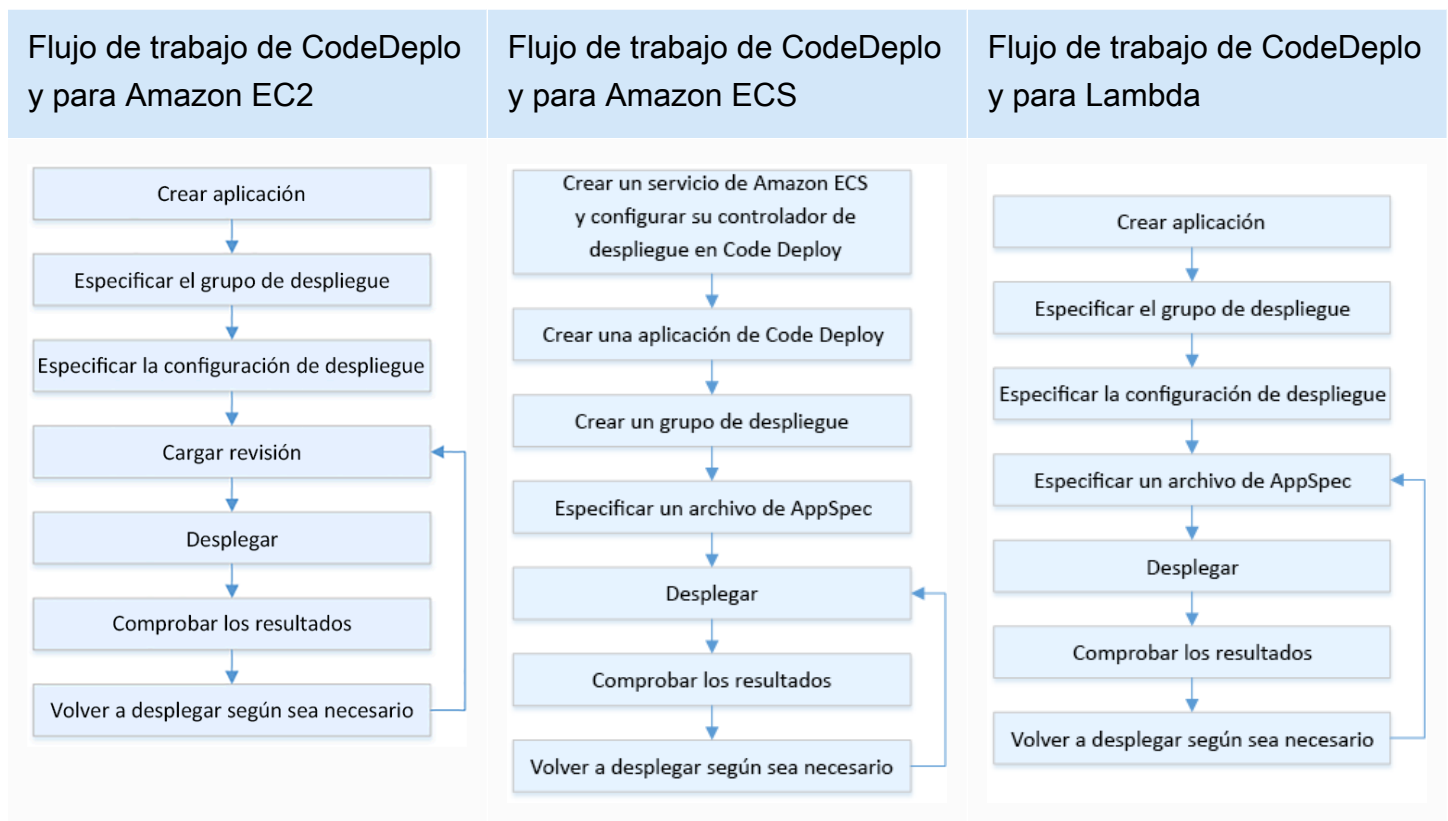 Flujo de trabajo de CodeDeplo
y para Amazon EC2
Crear aplicación
Especificar el grupo de despliegue
Especificar la configuración de despliegue
Cargar revisión
Desplegar
Comprobar los resultados
Volver a desplegar según sea necesario
Flujo de trabajo de CodeDeplo
y para Amazon ECS
Crear un servicio de Amazon ECS
y configurar su controlador de
despliegue en Code Deploy
Crear una aplicación de Code Deploy
Crear un grupo de despliegue
Especificar un archivo de AppSpec
Desplegar
Comprobar los resultados
Volver a desplegar según sea necesario
Flujo de trabajo de CodeDeplo
y para Lambda
Crear aplicación
Especificar el grupo de despliegue
Especificar la configuración de despliegue
Especificar un archivo de AppSpec
Desplegar
Comprobar los resultados
Volver a desplegar según sea necesario